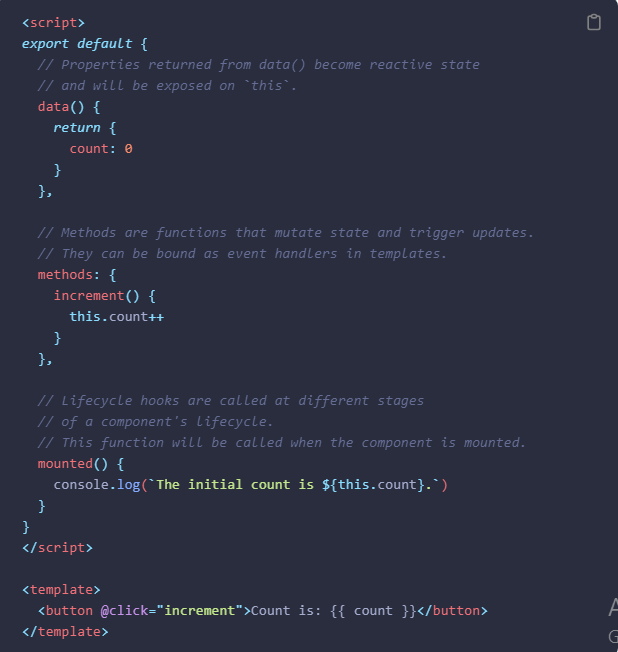 <script>
export default {
  // Properties returned from data() become reactive state
  // and will be exposed on `this`.
  data() {
    return {
      count: 0
    }
  },

  // Methods are functions that mutate state and trigger updates.
  // They can be bound as event handlers in templates.
  methods: {
    increment() {
      this.count++
    }
  },

  // Lifecycle hooks are called at different stages
  // of a component's lifecycle.
  // This function will be called when the component is mounted.
  mounted() {
    console.log(`The initial count is ${this.count}.`)
  }
}
</script>

<template>
  <button @click="increment">Count is: {{ count }}</button>
</template>